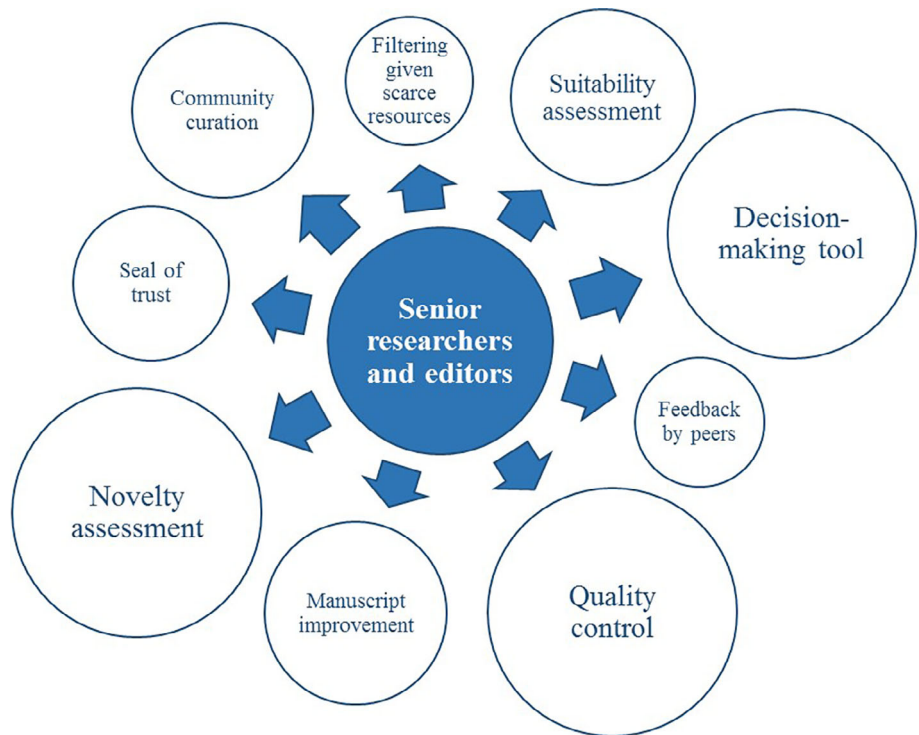 Filtering
given
scarce
resources
Suitability
assessment
Community
curation
Decision-
making tool
Seal of
trust
Senior
researchers
and editors
Feedback
by peers
Novelty
assessment
Manuscript
improvement
Quality
control